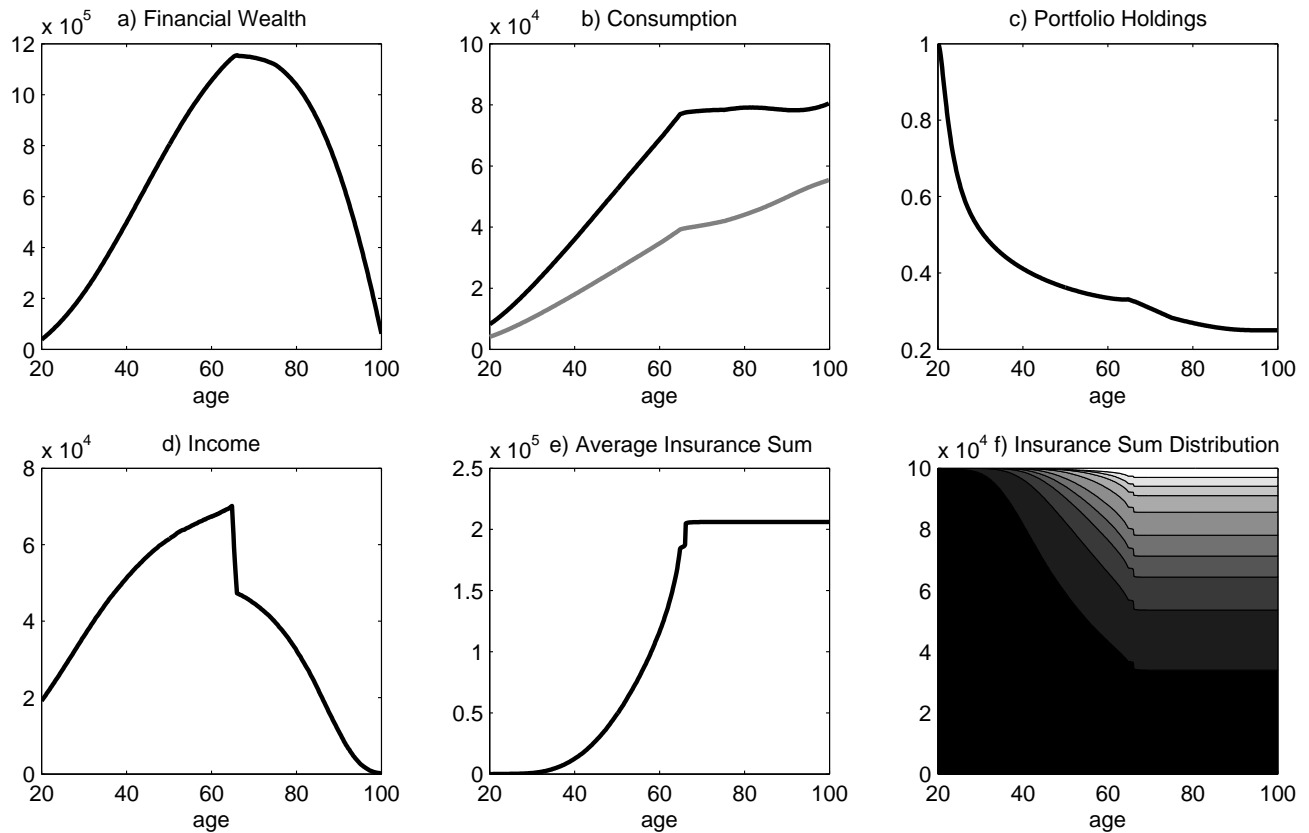 a) Financial Wealth
x 10^5
12
10
8
6
4
2
0
20 40 60 80 100
age
b) Consumption
x 10^4
10
8
6
4
2
0
20 40 60 80 100
age
c) Portfolio Holdings
1
0.8
0.6
0.4
0.2
20 40 60 80 100
age
d) Income
x 10^4
8
6
4
2
0
20 40 60 80 100
age
x 10^5 e) Average Insurance Sum
2.5
2
1.5
1
0.5
0
20 40 60 80 100
age
x 10^4 f) Insurance Sum Distribution
10
8
6
4
2
0
20 40 60 80 100
age